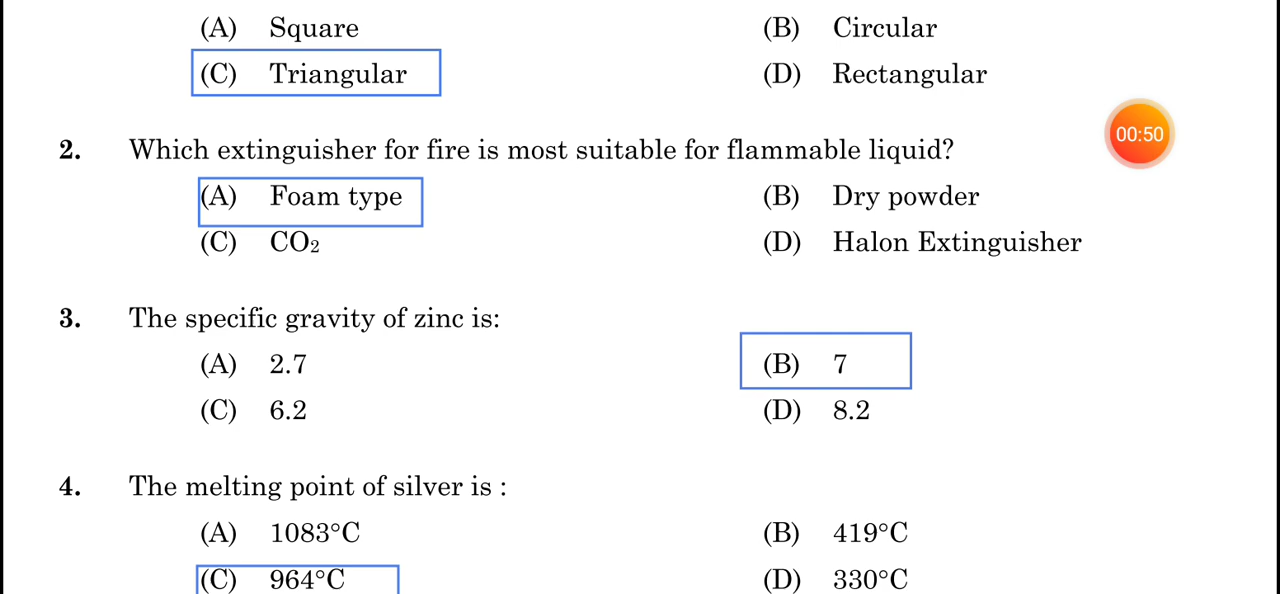 (A) Square (B) Circular
(C) Triangular (D) Rectangular
00:50
2. Which extinguisher for fire is most suitable for flammable liquid?
(A) Foam type (B) Dry powder
(C) CO₂ (D) Halon Extinguisher
3. The specific gravity of zinc is:
(A) 2.7 (B) 7
(C) 6.2 (D) 8.2
4. The melting point of silver is :
(A) 1083°C (B) 419°C
(C) 964°C (D) 330°C